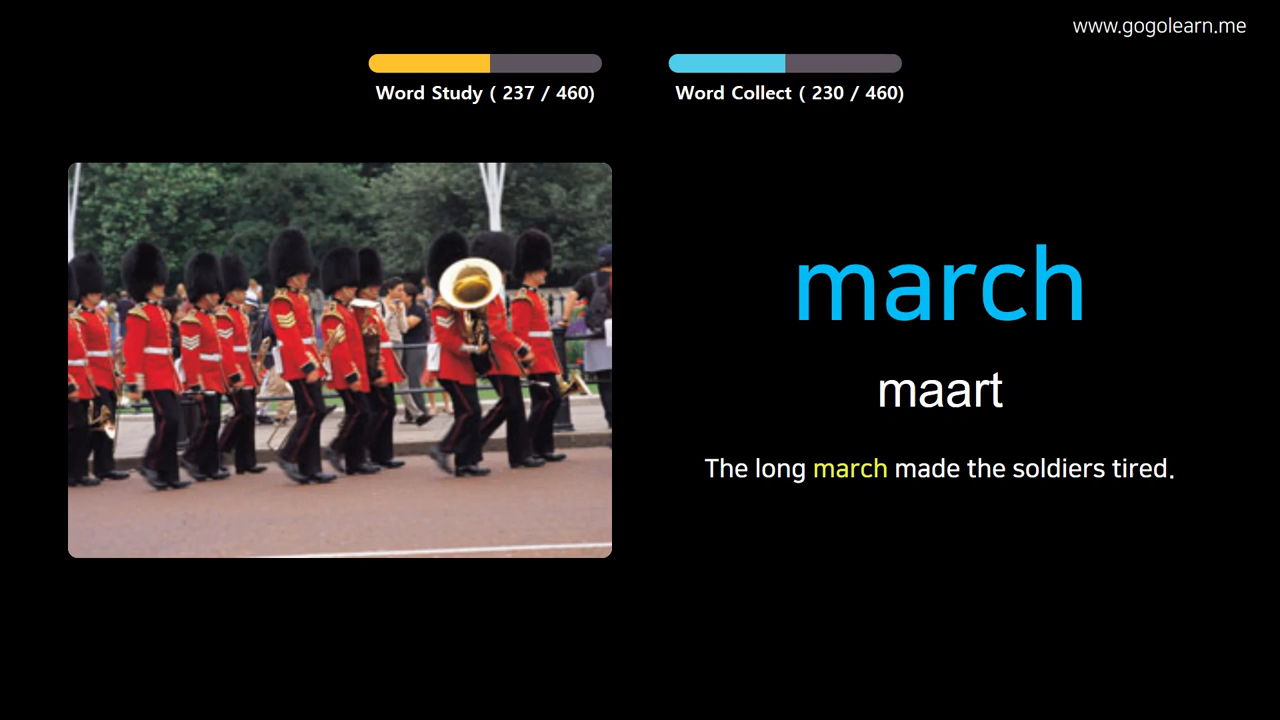 www.gogolearn.me
Word Study ( 237 / 460)
Word Collect ( 230 / 460)
march
maart
The long march made the soldiers tired.